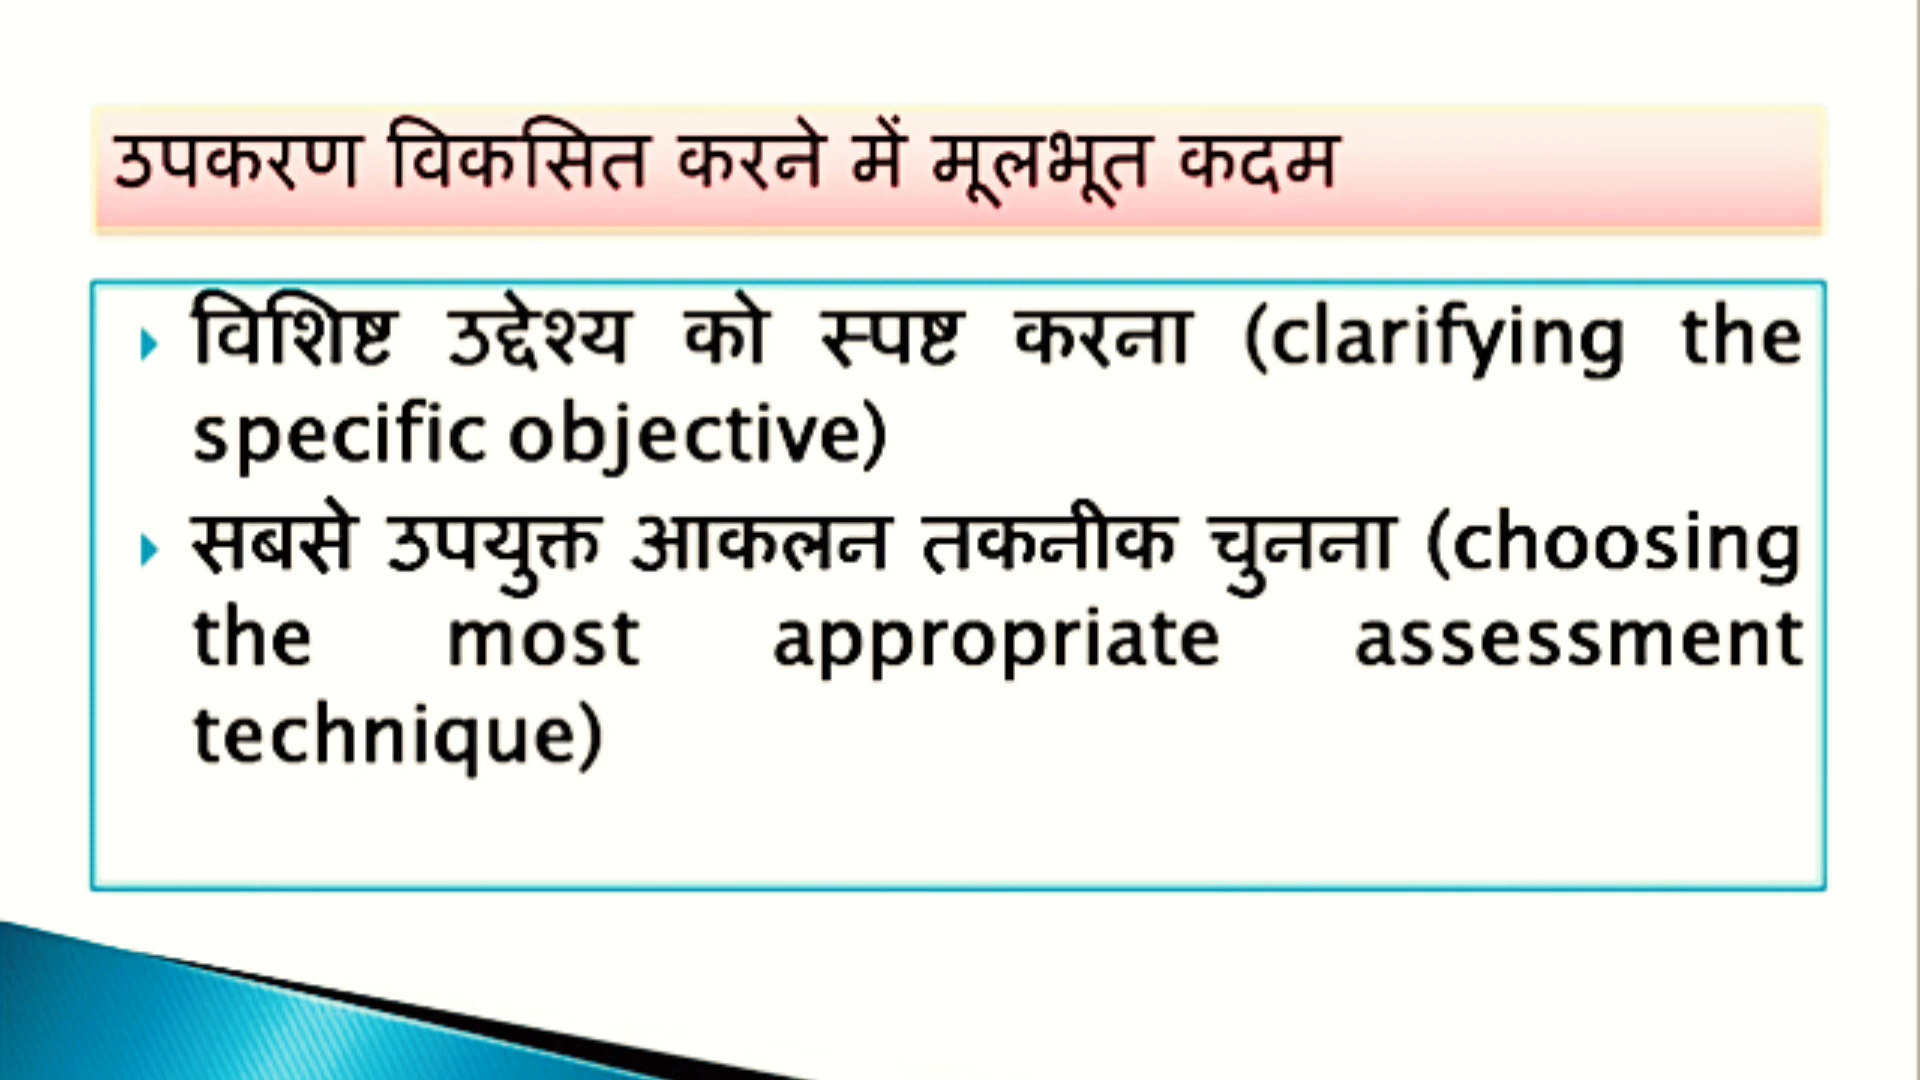 उपकरण विकसित करने में मूलभूत कदम
विशिष्ट उद्देश्य को स्पष्ट करना (clarifying the
specific objective)
सबसे उपयुक्त आकलन तकनीक चुनना (choosing
the most appropriate assessment
technique)